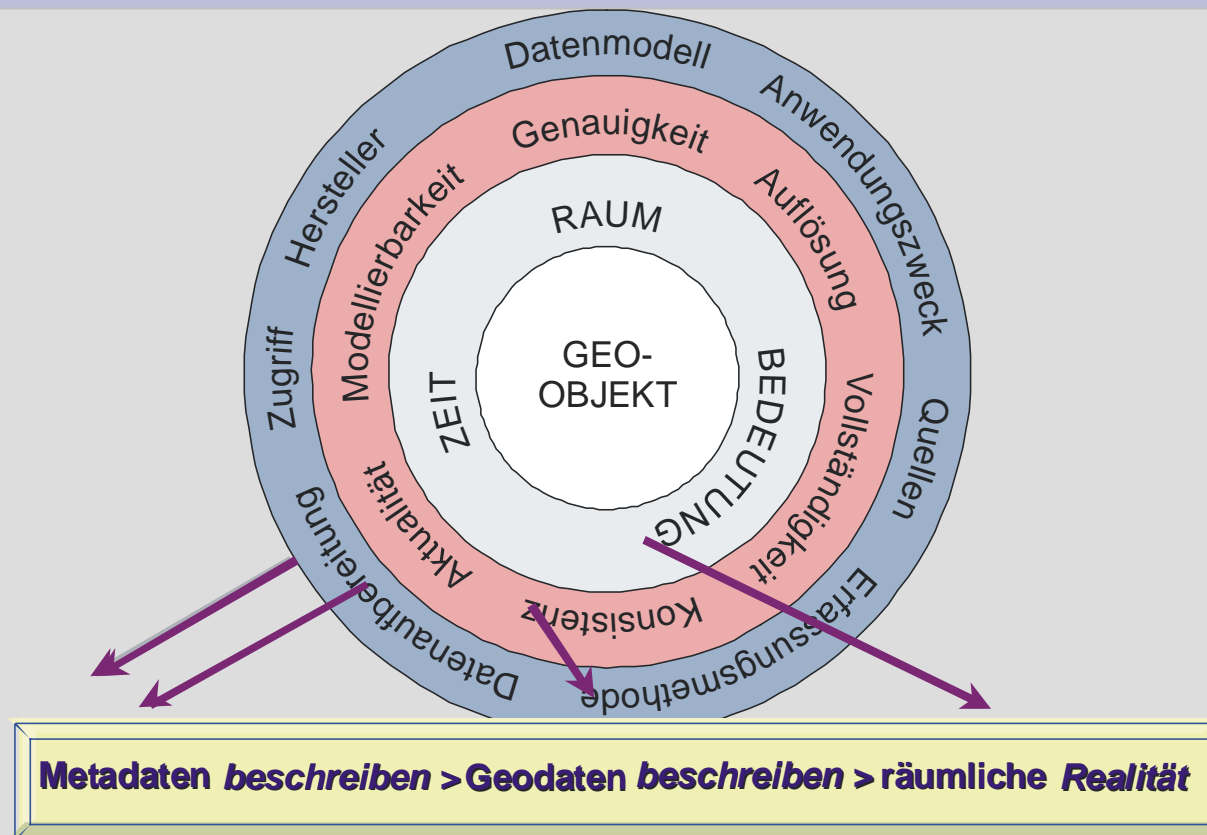 Datenmodell
Anwendungszweck
Quellen
Erfassungsmethode
Datenaufbereitung
Zugriff
Hersteller
Genauigkeit
Auflösung
Vollständigkeit
Konsistenz
Aktualität
Modellierbarkeit
RAUM
BEDEUTUNG
ZEIT
GEO-
OBJEKT
Metadaten beschreiben > Geodaten beschreiben > räumliche Realität